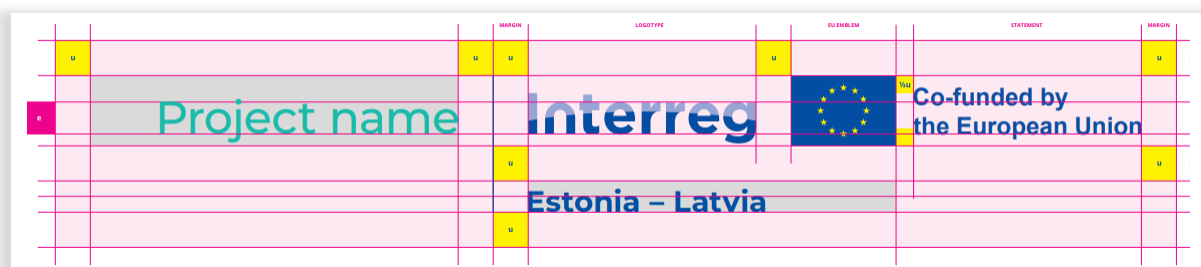 MARGIN LOGOTYPE EU EMBLEM STATEMENT MARGIN
u u u u u
½u
e Project name Interreg Co-funded by
the European Union
u u
Estonia – Latvia
u